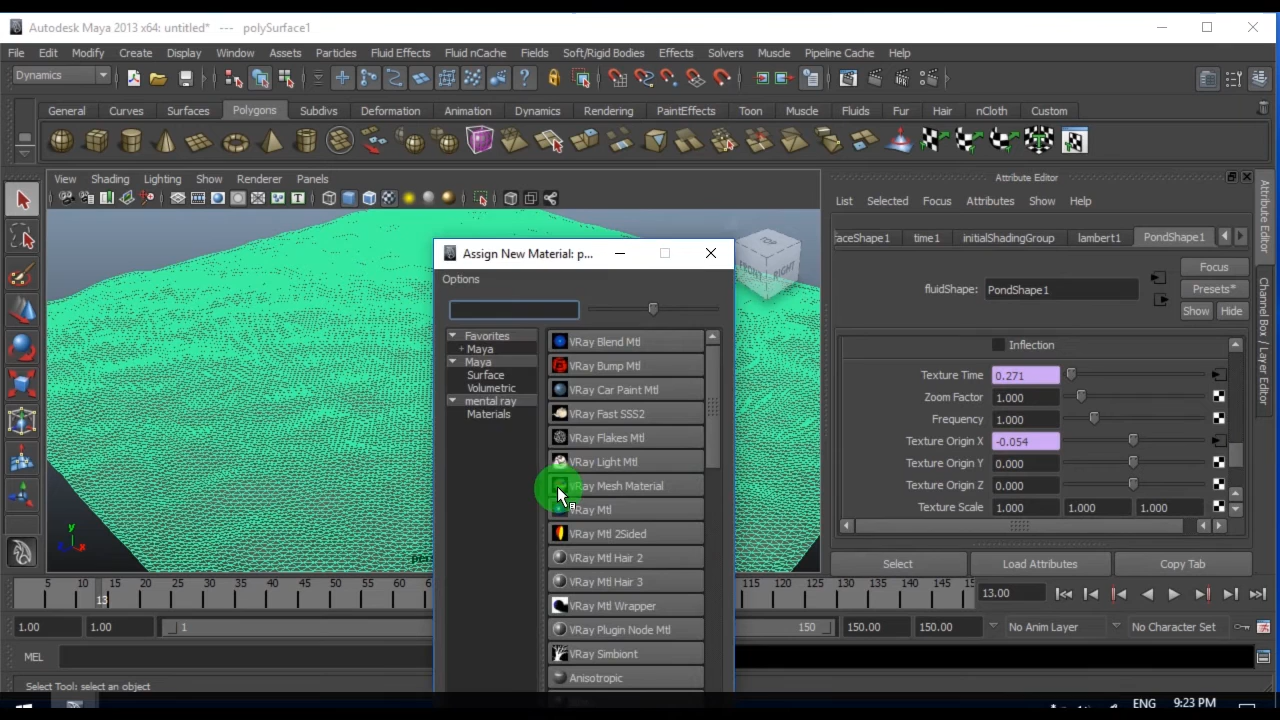 Autodesk Maya 2013 x64: untitled* --- polySurface1
File Edit Modify Create Display Window Assets Particles Fluid Effects Fluid nCache Fields Soft/Rigid Bodies Effects Solvers Muscle Pipeline Cache Help
Dynamics
General Curves Surfaces Polygons Subdivs Deformation Animation Dynamics Rendering PaintEffects Toon Muscle Fluids Fur Hair nCloth Custom
View Shading Lighting Show Renderer Panels
Attribute Editor
List Selected Focus Attributes Show Help
faceShape1 time1 initialShadingGroup lambert1 PondShape1
Focus
fluidShape: PondShape1 Presets*
Show Hide
Inflection
Texture Time 0.271
Zoom Factor 1.000
Frequency 1.000
Texture Origin X -0.054
Texture Origin Y 0.000
Texture Origin Z 0.000
Texture Scale 1.000 1.000 1.000
Select Load Attributes Copy Tab
Attribute Editor
Channel Box / Layer Editor
TOP
FRONT RIGHT
Assign New Material: p...
Options
Favorites
+ Maya
Maya
Surface
Volumetric
mental ray
Materials
VRay Blend Mtl
VRay Bump Mtl
VRay Car Paint Mtl
VRay Fast SSS2
VRay Flakes Mtl
VRay Light Mtl
VRay Mesh Material
VRay Mtl
VRay Mtl 2Sided
VRay Mtl Hair 2
VRay Mtl Hair 3
VRay Mtl Wrapper
VRay Plugin Node Mtl
VRay Simbiont
Anisotropic
y
z x
5 10 15 20 25 30 35 40 45 50 55 60 115 120 125 130 135 140 145 15
13
13.00
1.00 1.00 1 150 150.00 150.00 No Anim Layer No Character Set
MEL
Select Tool: select an object
ENG 9:23 PM